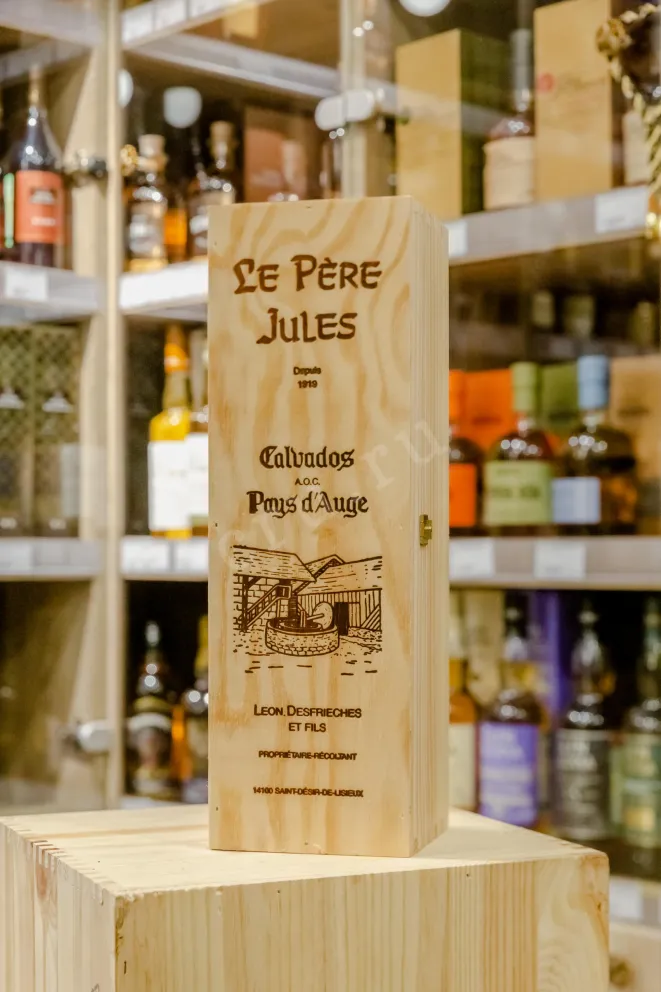 LE PÈRE
JULES
Depuis
1919
Calvados
A.O.C.
Pays d'Auge
LEON DESFRIECHES
ET FILS
PROPRIÉTAIRE-RÉCOLTANT
14100 SAINT-DÉSIR-DE-LISIEUX